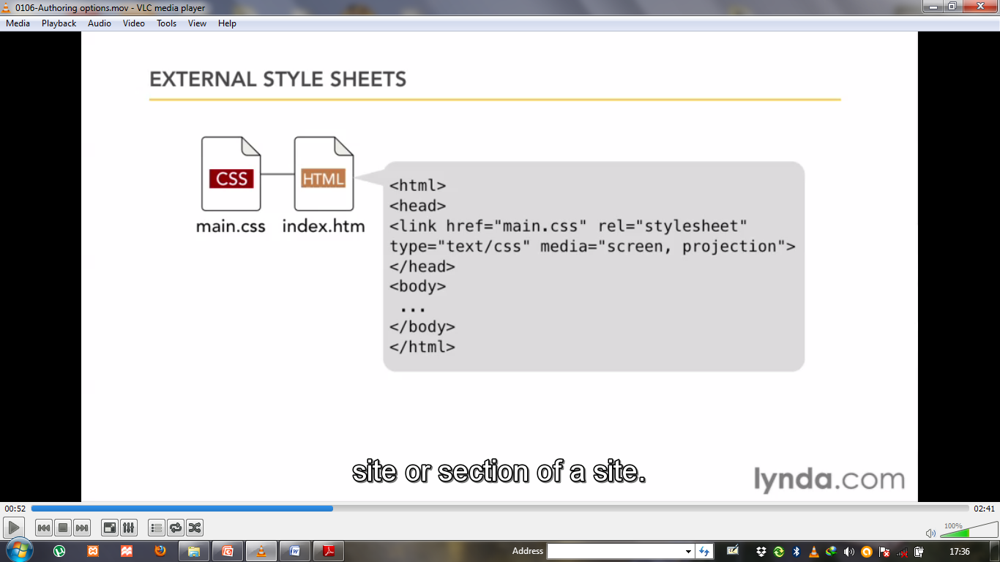 0106-Authoring options.mov - VLC media player
Media Playback Audio Video Tools View Help
EXTERNAL STYLE SHEETS
CSS
HTML
main.css
index.htm
<html>
<head>
<link href="main.css" rel="stylesheet"
type="text/css" media="screen, projection">
</head>
<body>
...
</body>
</html>
site or section of a site.
lynda.com
00:52
02:41
100%
Address
17:36